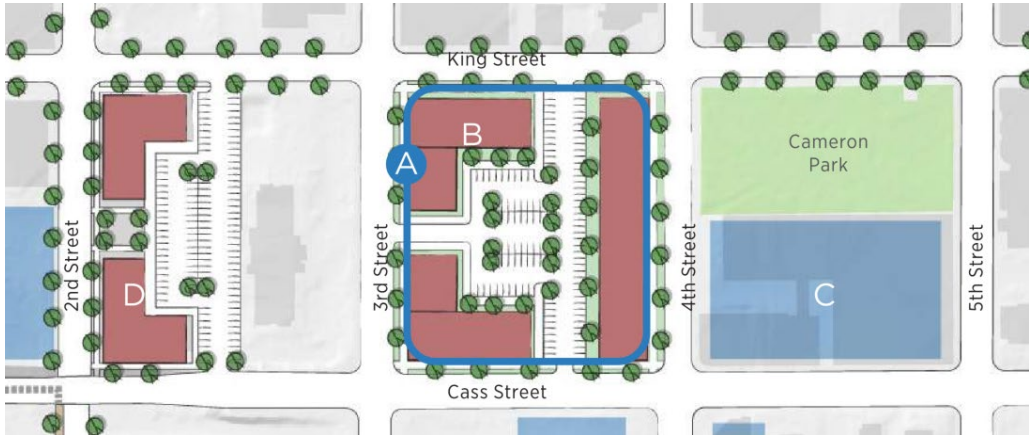 King Street
B
A
Cameron
Park
2nd Street
3rd Street
4th Street
5th Street
D
C
Cass Street